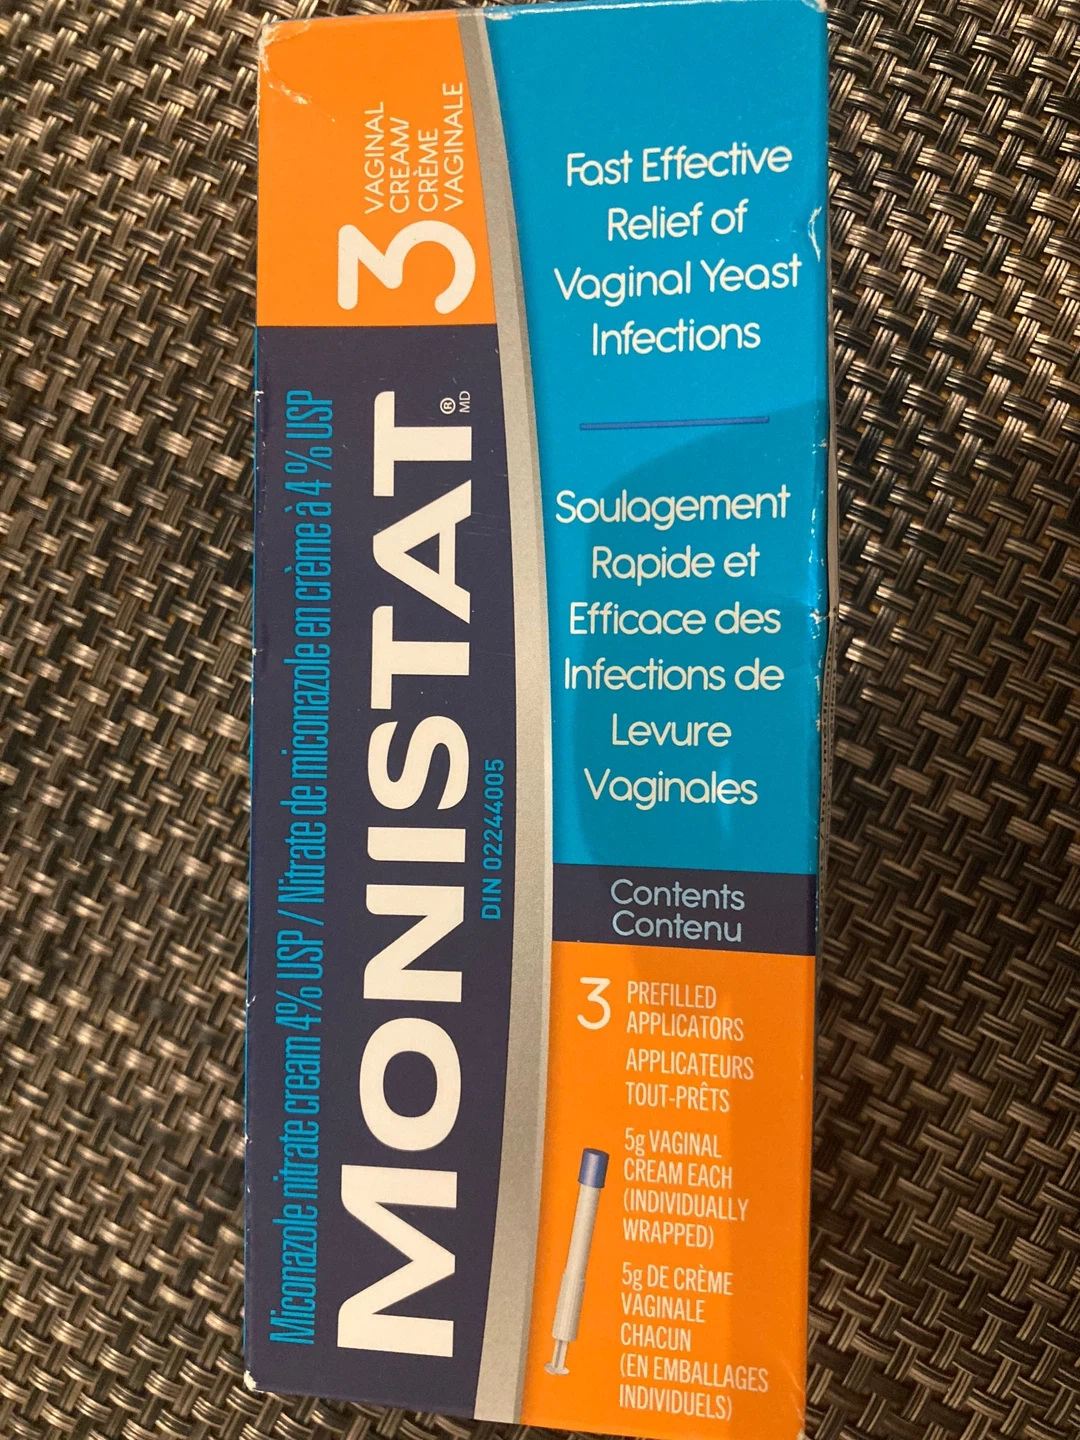 Miconazole nitrate cream 4% USP / Nitrate de miconazole en crème à 4 % USP
MONISTAT®
MD
3
VAGINAL
CREAM/
CRÈME
VAGINALE
DIN 02244005
Fast Effective
Relief of
Vaginal Yeast
Infections
Soulagement
Rapide et
Efficace des
Infections de
Levure
Vaginales
Contents
Contenu
3 PREFILLED
APPLICATORS
APPLICATEURS
TOUT-PRÊTS
5g VAGINAL
CREAM EACH
(INDIVIDUALLY
WRAPPED)
5g DE CRÈME
VAGINALE
CHACUN
(EN EMBALLAGES
INDIVIDUELS)